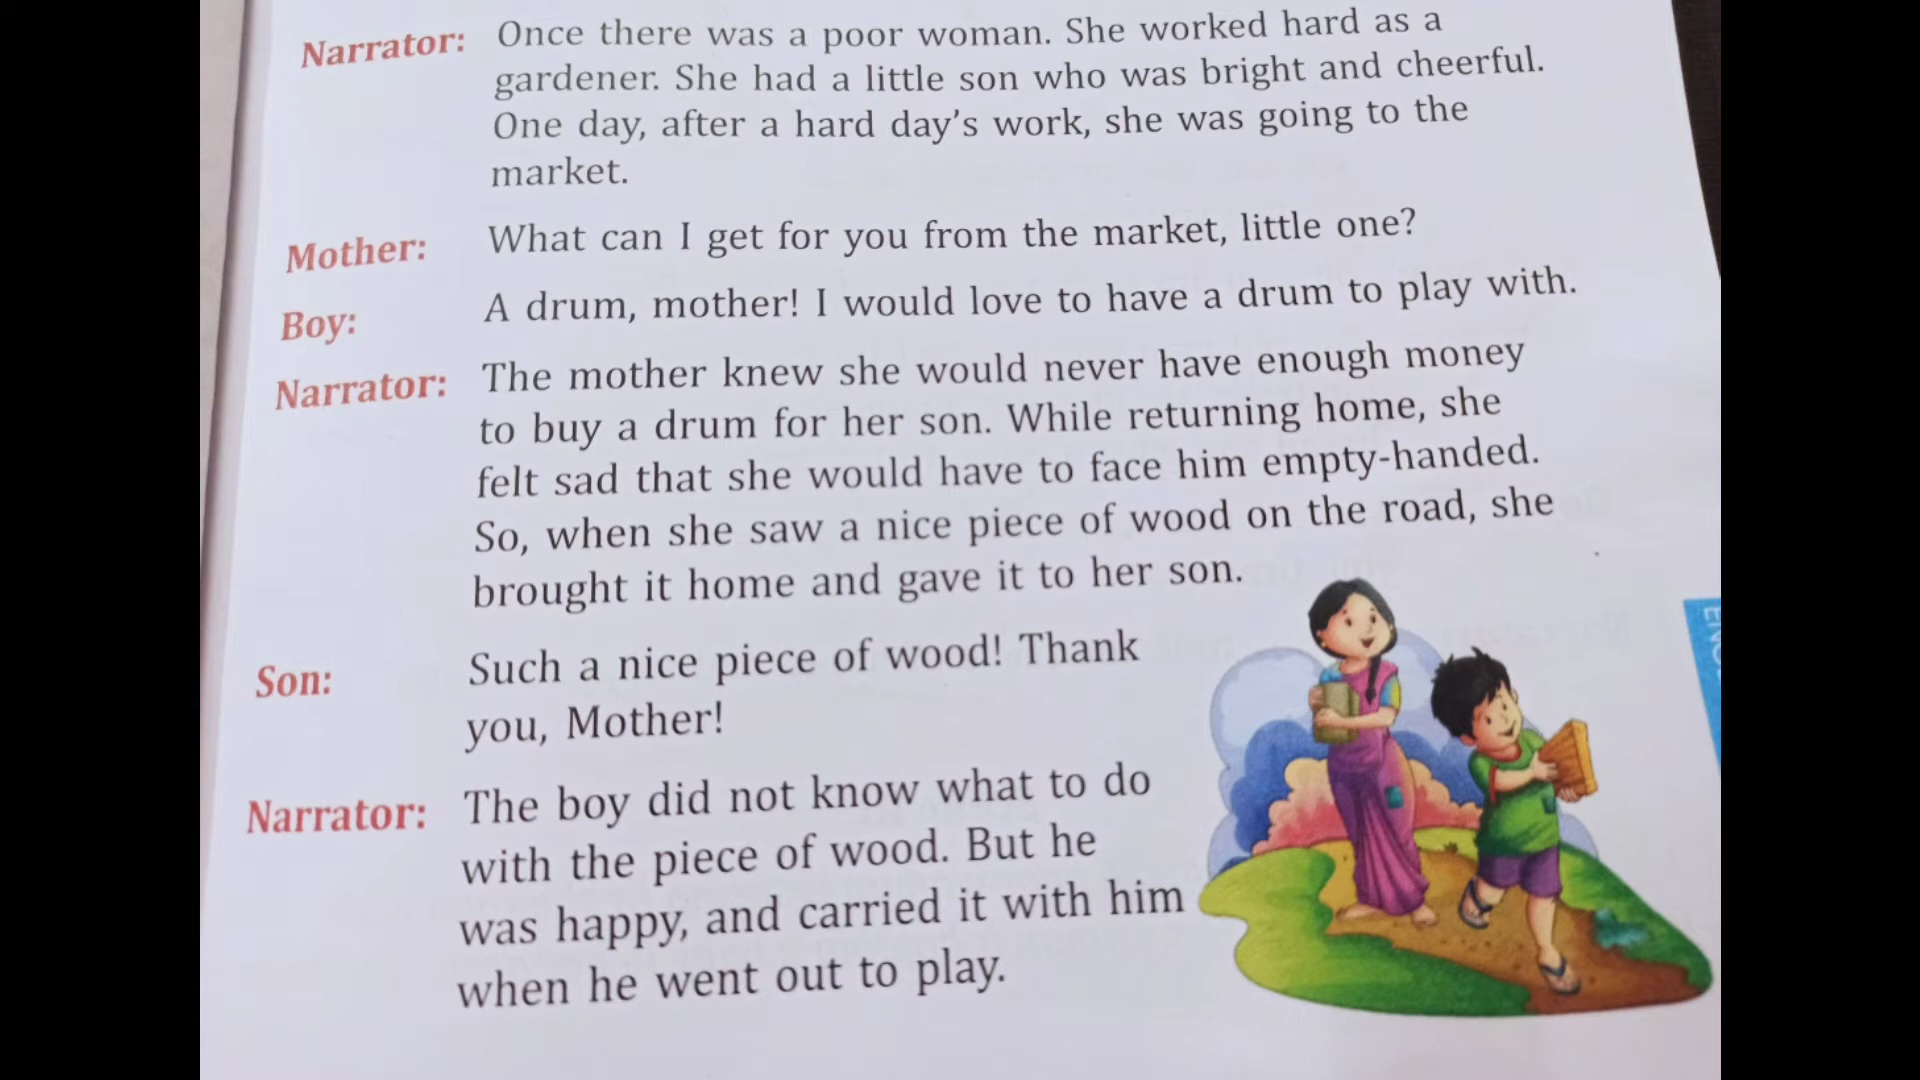 Narrator: Once there was a poor woman. She worked hard as a
gardener. She had a little son who was bright and cheerful.
One day, after a hard day's work, she was going to the
market.
Mother: What can I get for you from the market, little one?
Boy: A drum, mother! I would love to have a drum to play with.
Narrator: The mother knew she would never have enough money
to buy a drum for her son. While returning home, she
felt sad that she would have to face him empty-handed.
So, when she saw a nice piece of wood on the road, she
brought it home and gave it to her son.
Son: Such a nice piece of wood! Thank
you, Mother!
Narrator: The boy did not know what to do
with the piece of wood. But he
was happy, and carried it with him
when he went out to play.